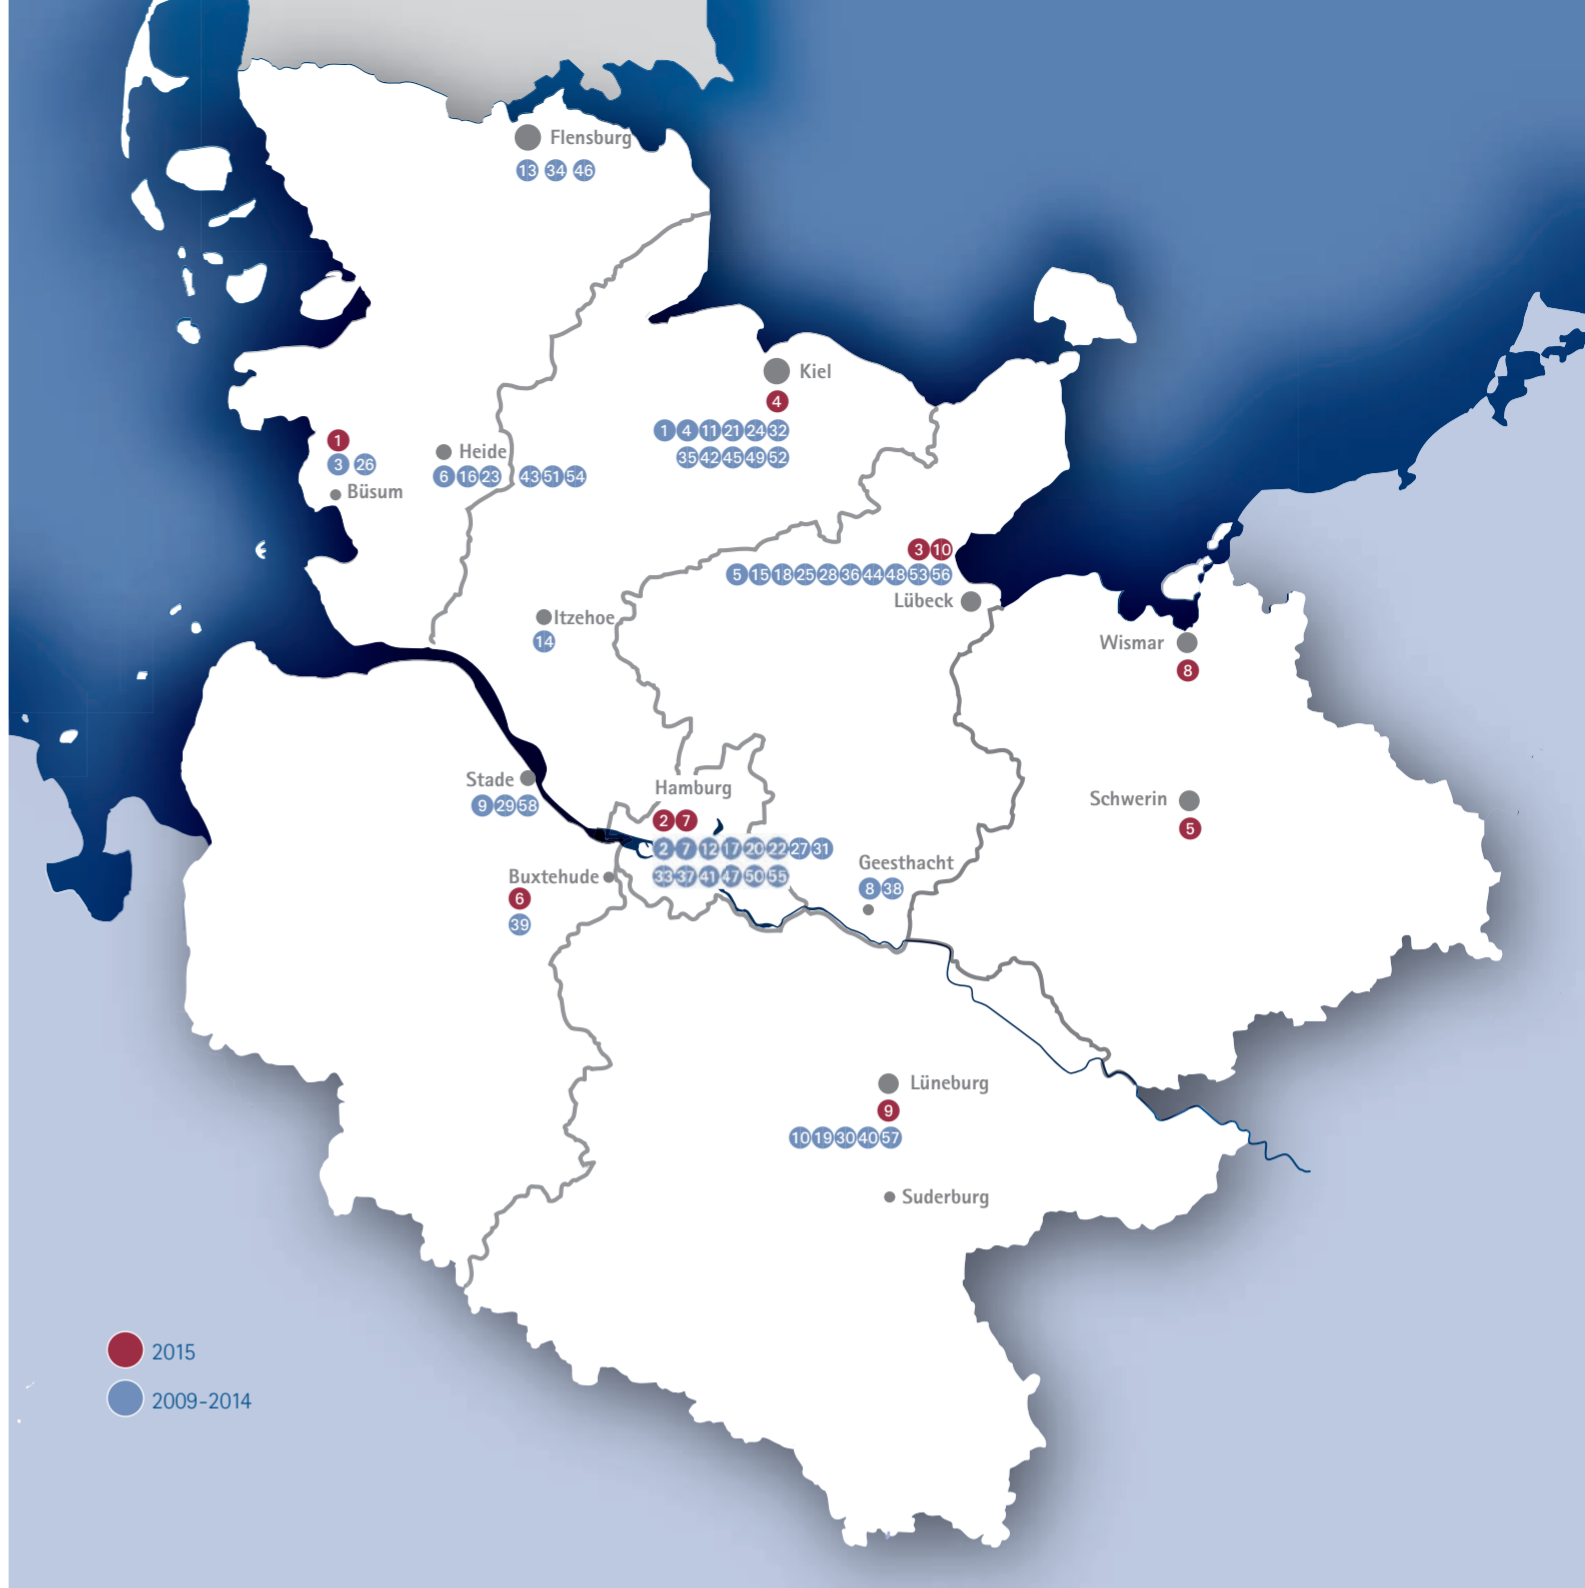 Flensburg
13 34 46
Kiel
4
1 4 11 21 24 32
35 42 45 49 52
1
3 26
Büsum
Heide
6 16 23 43 51 54
3 10
5 15 18 25 28 36 44 48 53 56
Lübeck
Itzehoe
14
Wismar
8
Stade
9 29 58
Hamburg
2 7
2 7 12 17 20 22 27 31
33 37 41 47 50 55
Schwerin
5
Geesthacht
8 38
Buxtehude
6
39
Lüneburg
9
10 19 30 40 57
Suderburg
2015
2009-2014